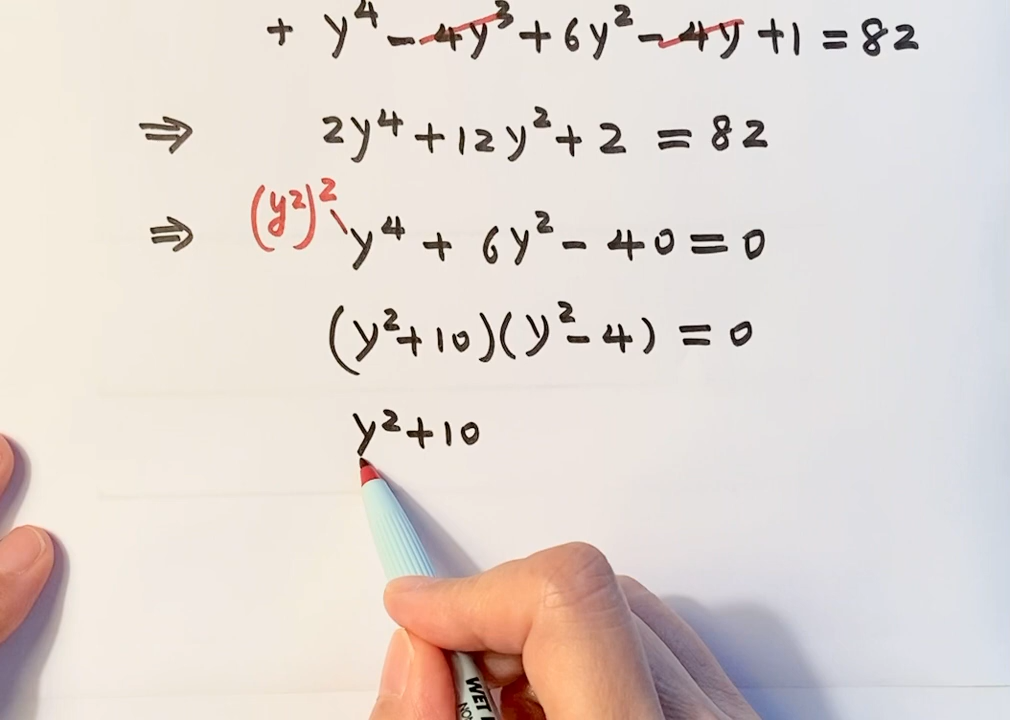 + y⁴ - 4y³ + 6y² - 4y + 1 = 82
⇒ 2y⁴ + 12y² + 2 = 82
⇒ (y²)² y⁴ + 6y² - 40 = 0
(y² + 10)(y² - 4) = 0
y² + 10
WET